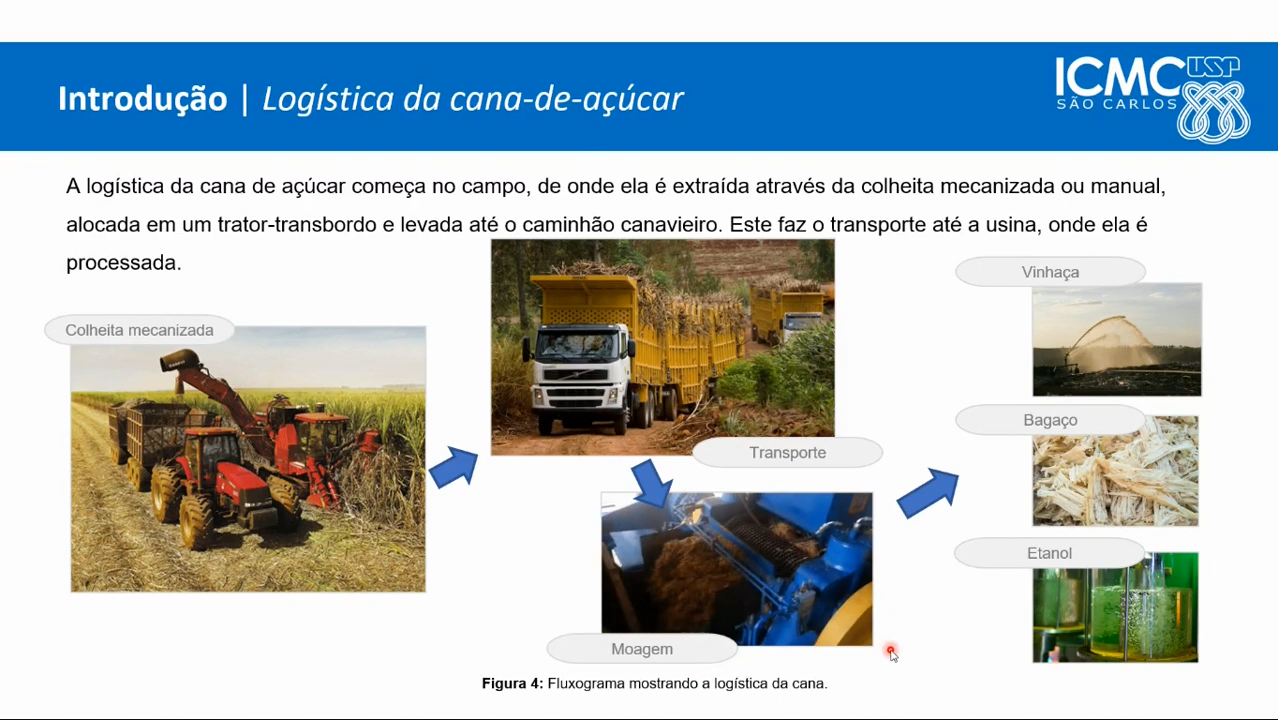 Introdução | Logística da cana-de-açúcar
ICMC USP
SÃO CARLOS
A logística da cana de açúcar começa no campo, de onde ela é extraída através da colheita mecanizada ou manual,
alocada em um trator-transbordo e levada até o caminhão canavieiro. Este faz o transporte até a usina, onde ela é
processada.
Colheita mecanizada
Transporte
Moagem
Vinhaça
Bagaço
Etanol
Figura 4: Fluxograma mostrando a logística da cana.